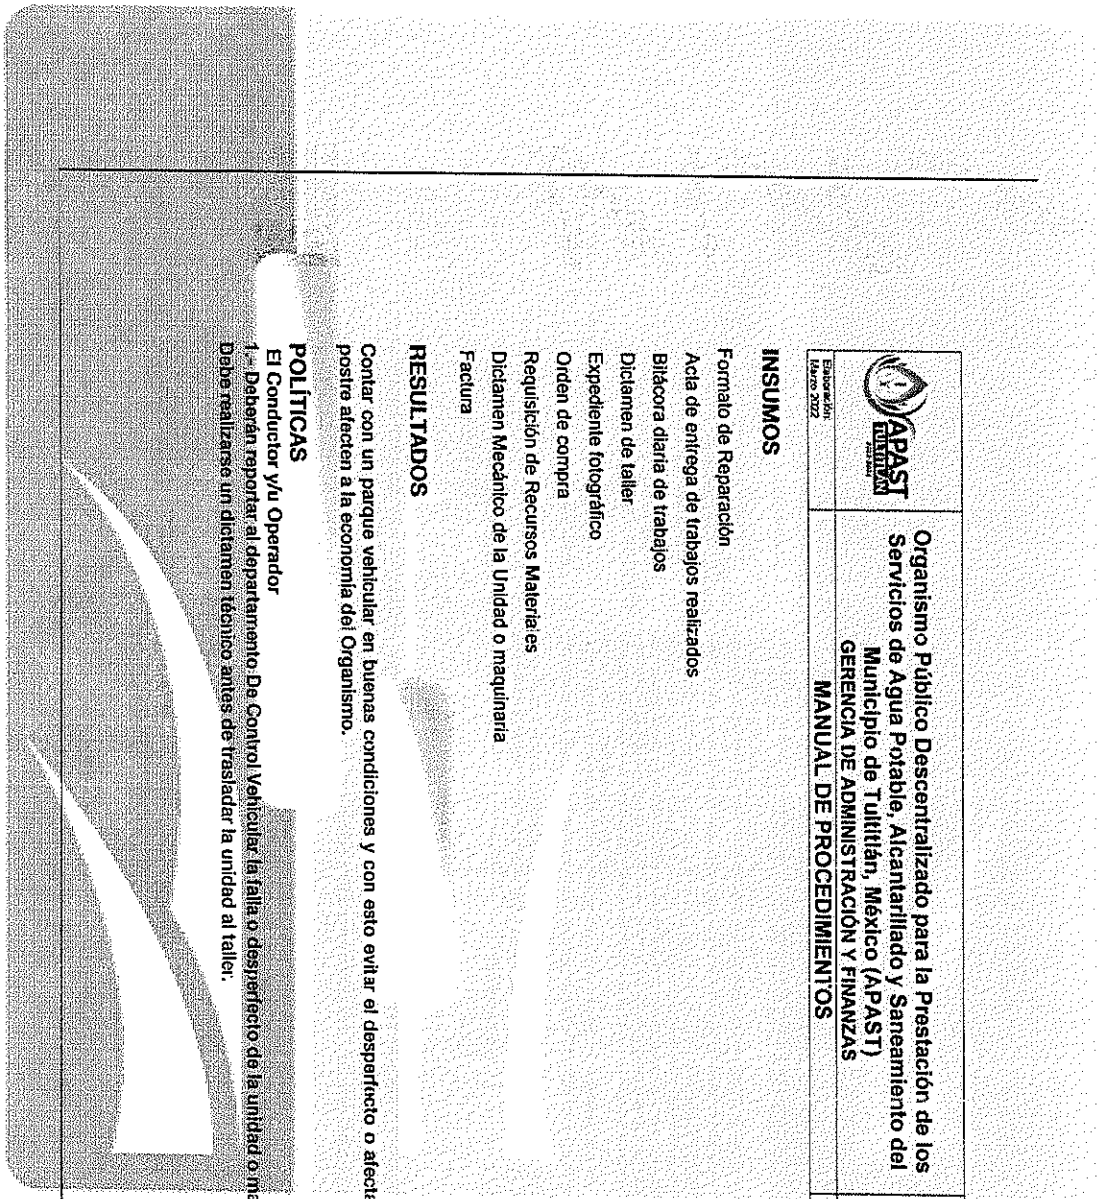 APAST
TULTITLÁN
Organismo Público Descentralizado para la Prestación de los
Servicios de Agua Potable, Alcantarillado y Saneamiento del
Municipio de Tultitlán, México (APAST)
GERENCIA DE ADMINISTRACIÓN Y FINANZAS
Elaboración:
Marzo 2022
MANUAL DE PROCEDIMIENTOS
INSUMOS
Formato de Reparación
Acta de entrega de trabajos realizados
Bitácora diaria de trabajos
Dictamen de taller
Expediente fotográfico
Orden de compra
Requisición de Recursos Materiales
Dictamen Mecánico de la Unidad o maquinaria
Factura
RESULTADOS
Contar con un parque vehicular en buenas condiciones y con esto evitar el desperfecto o afecta
postre afecten a la economía del Organismo.
POLÍTICAS
El Conductor y/u Operador
1.- Deberán reportar al departamento De Control Vehicular la falla o desperfecto de la unidad o ma
Debe realizarse un dictamen técnico antes de trasladar la unidad al taller.